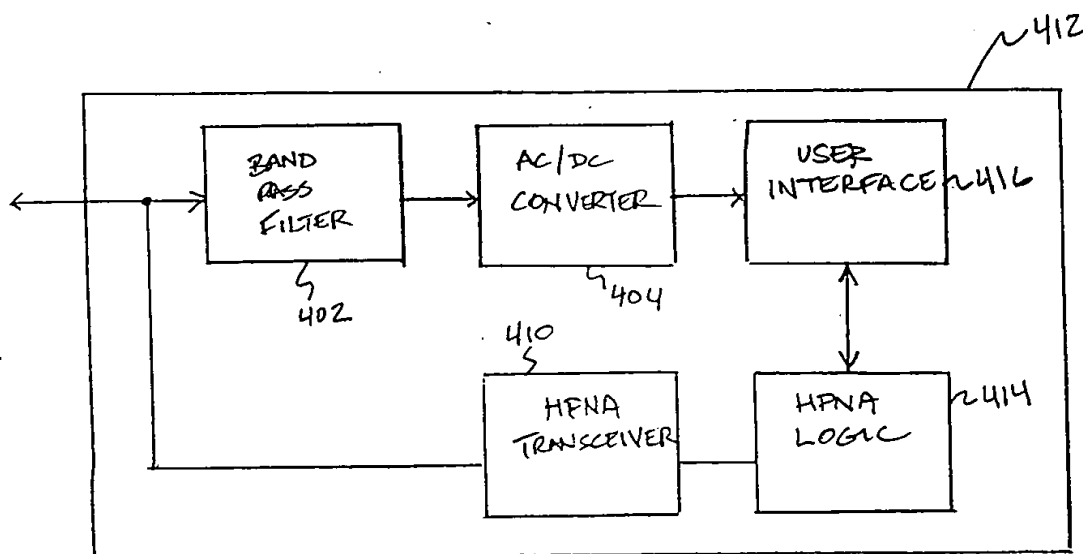 412
BAND
PASS
FILTER
AC/DC
CONVERTER
USER
INTERFACE
416
402
404
410
HPNA
TRANSCEIVER
HPNA
LOGIC
414